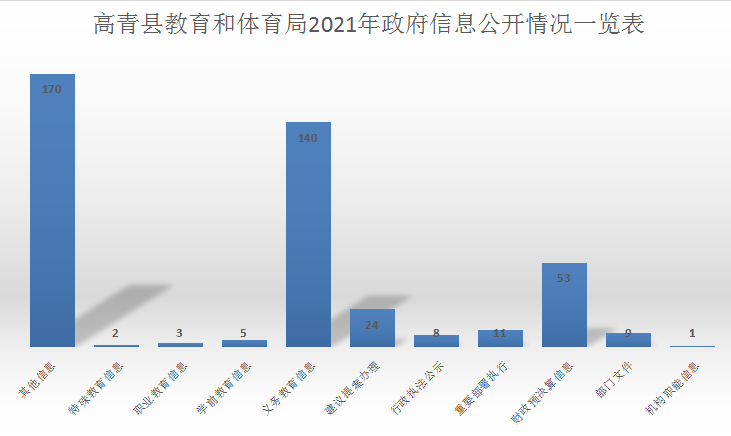 高青县教育和体育局2021年政府信息公开情况一览表
170
2
3
5
140
24
8
11
53
9
1
其他信息
特殊教育信息
职业教育信息
学前教育信息
义务教育信息
建议提案办理
行政执法公示
重要部署执行
财政预决算信息
部门文件
机构职能信息